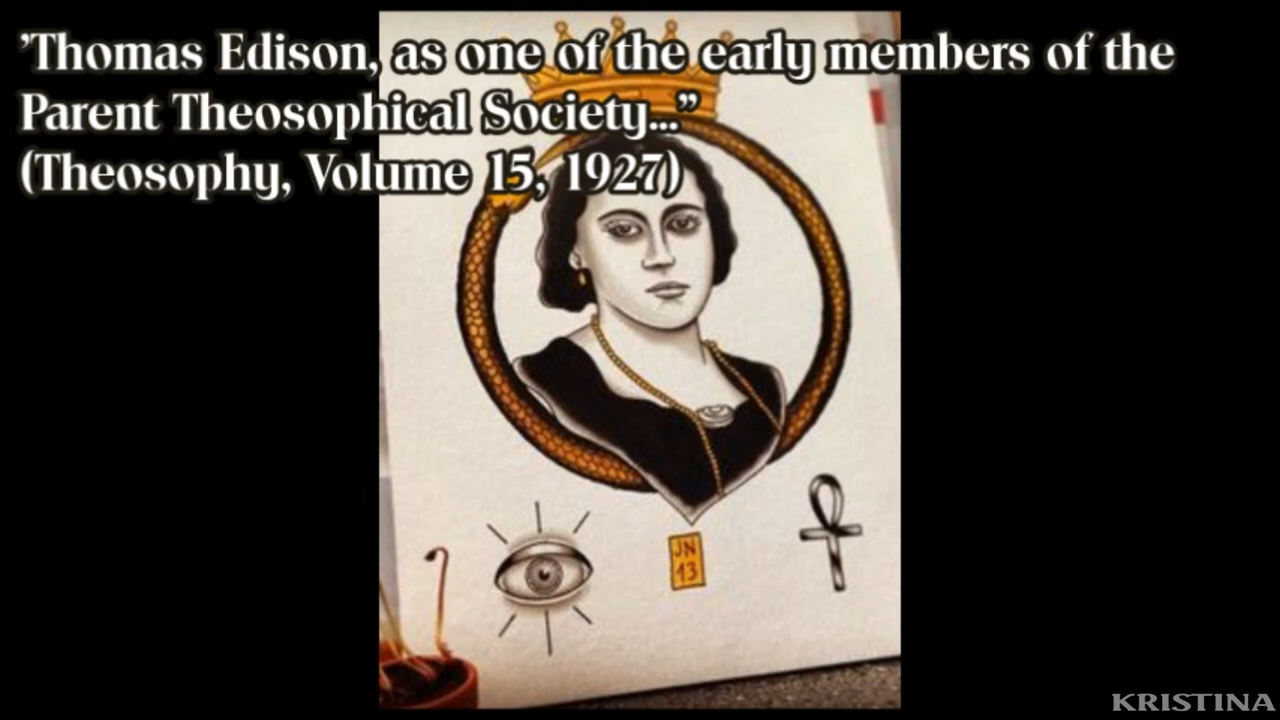 'Thomas Edison, as one of the early members of the
Parent Theosophical Society..."
(Theosophy, Volume 15, 1927)
JN
13
KRISTINA